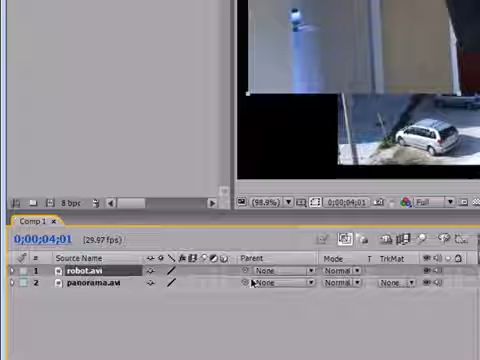 8 bpc
(98.9%)
0;00;04;01
Full
Comp 1 ×
0;00;04;01 (29.97 fps)
# Source Name Parent Mode T TrkMat
1 robot.avi None Normal
2 panorama.avi None Normal None